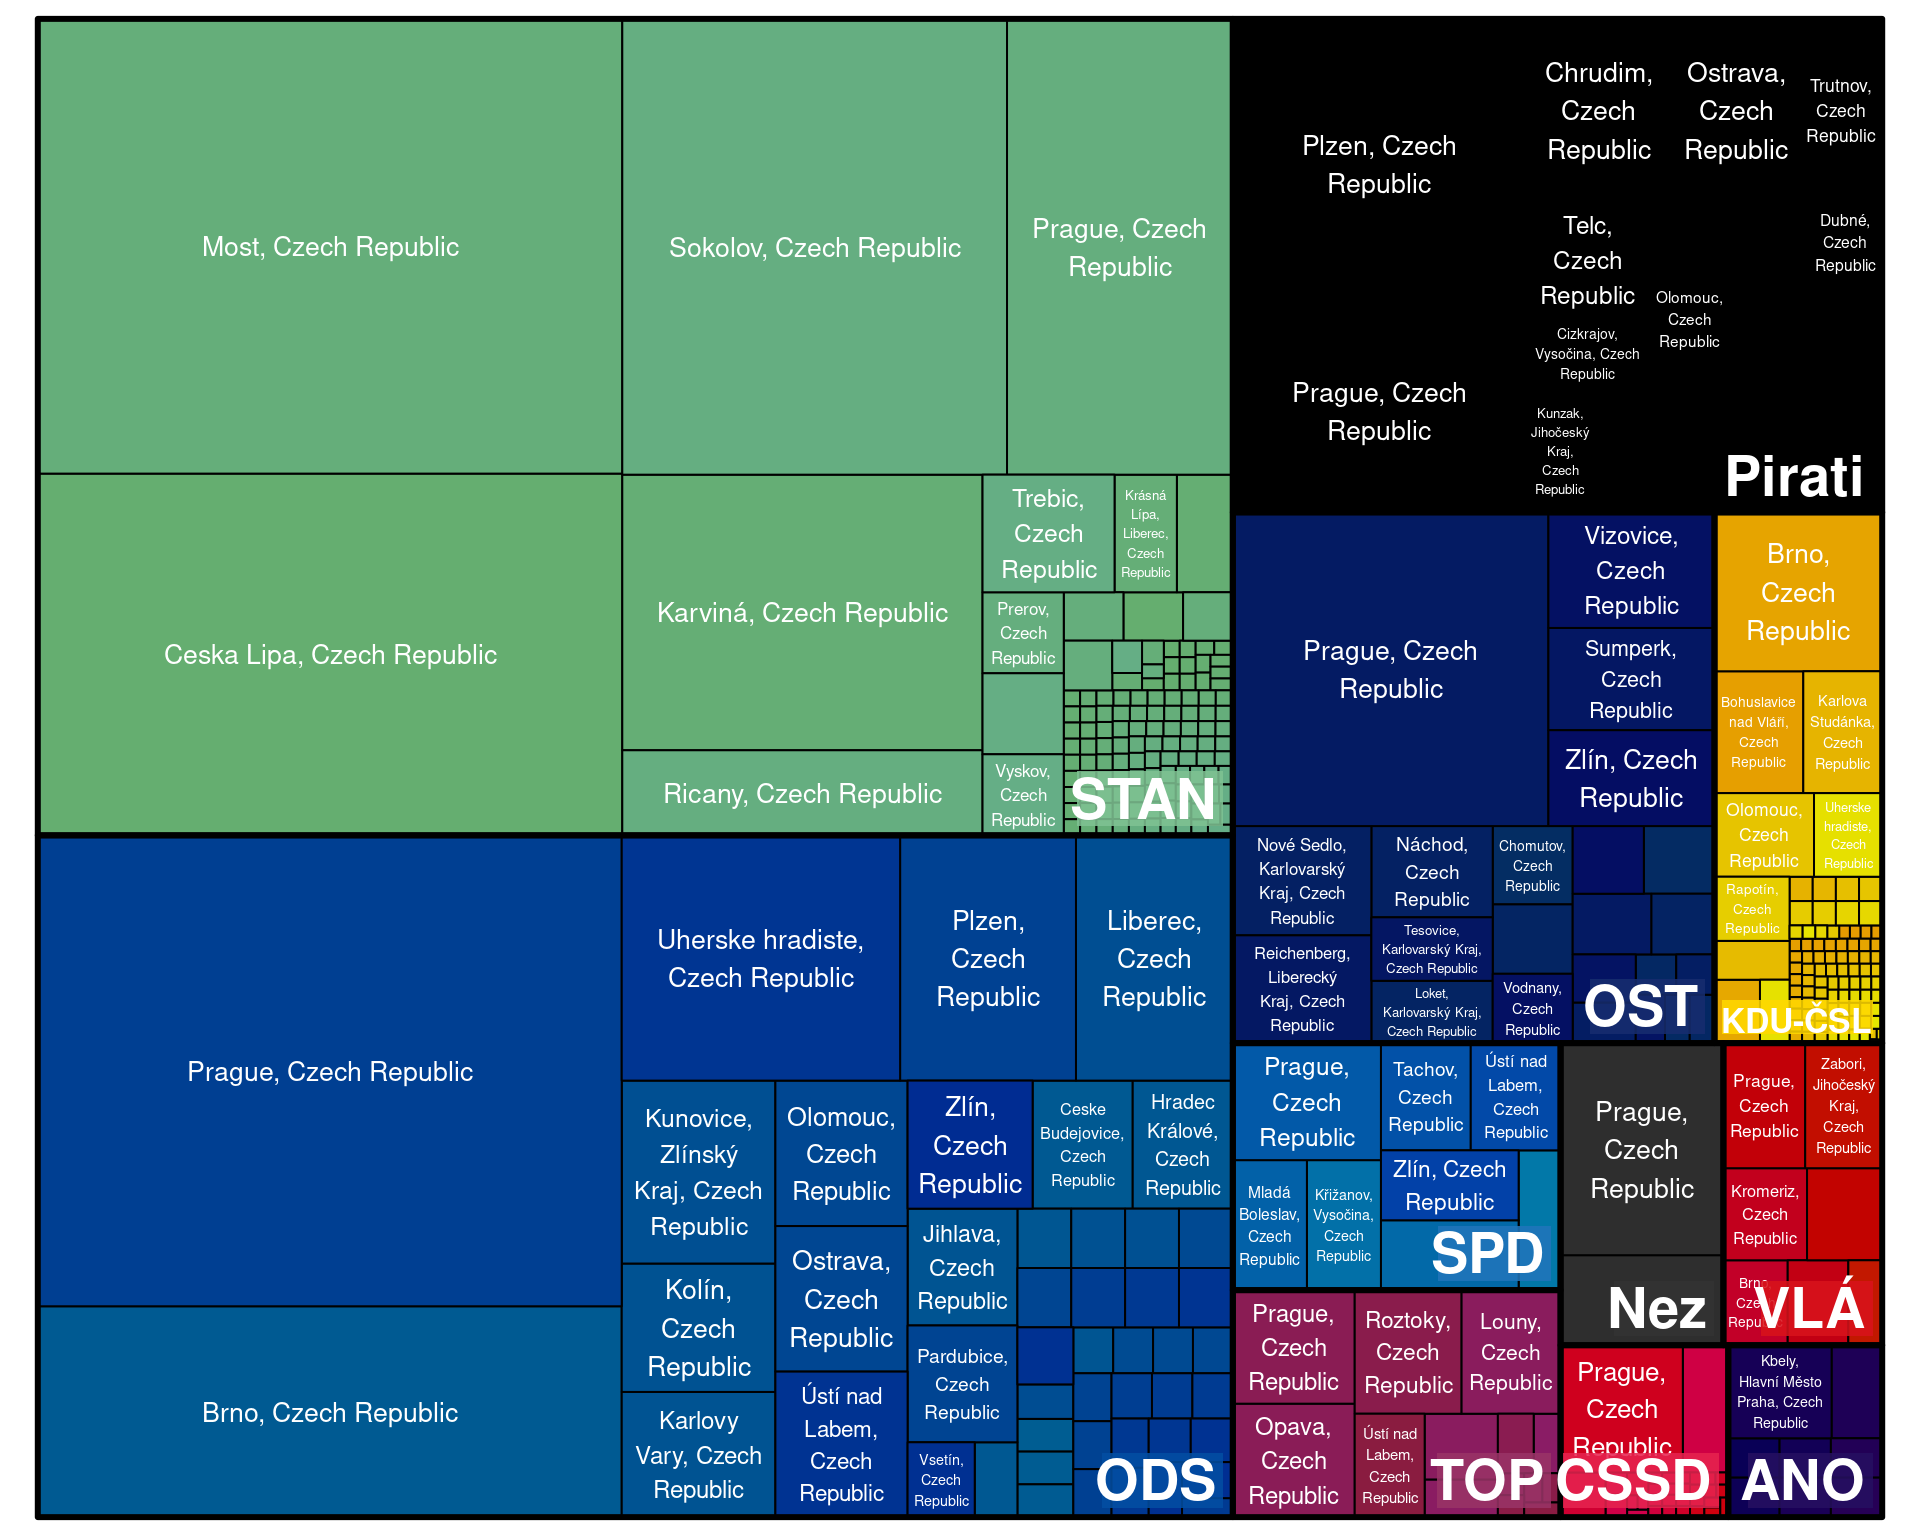 Most, Czech Republic
Sokolov, Czech Republic
Prague, Czech
Republic
Ceska Lipa, Czech Republic
Karviná, Czech Republic
Ricany, Czech Republic
Trebic,
Czech
Republic
Krásná
Lípa,
Liberec,
Czech
Republic
Prerov,
Czech
Republic
Vyskov,
Czech
Republic
STAN
Plzen, Czech
Republic
Chrudim,
Czech
Republic
Ostrava,
Czech
Republic
Trutnov,
Czech
Republic
Telc,
Czech
Republic
Dubné,
Czech
Republic
Olomouc,
Czech
Republic
Cizkrajov,
Vysočina, Czech
Republic
Prague, Czech
Republic
Kunzak,
Jihočeský
Kraj,
Czech
Republic
Pirati
Prague, Czech Republic
Brno, Czech Republic
Uherske hradiste,
Czech Republic
Plzen,
Czech
Republic
Liberec,
Czech
Republic
Kunovice,
Zlínský
Kraj, Czech
Republic
Olomouc,
Czech
Republic
Zlín,
Czech
Republic
Ceske
Budejovice,
Czech
Republic
Hradec
Králové,
Czech
Republic
Kolín,
Czech
Republic
Ostrava,
Czech
Republic
Jihlava,
Czech
Republic
Pardubice,
Czech
Republic
Karlovy
Vary, Czech
Republic
Ústí nad
Labem,
Czech
Republic
Vsetín,
Czech
Republic
ODS
Prague, Czech
Republic
Vizovice,
Czech
Republic
Sumperk,
Czech
Republic
Zlín, Czech
Republic
Nové Sedlo,
Karlovarský
Kraj, Czech
Republic
Náchod,
Czech
Republic
Chomutov,
Czech
Republic
Reichenberg,
Liberecký
Kraj, Czech
Republic
Tesovice,
Karlovarský Kraj,
Czech Republic
Loket,
Karlovarský Kraj,
Czech Republic
Vodnany,
Czech
Republic
OST
Brno,
Czech
Republic
Bohuslavice
nad Vláří,
Czech
Republic
Karlova
Studánka,
Czech
Republic
Olomouc,
Czech
Republic
Uherske
hradiste,
Czech
Republic
Rapotín,
Czech
Republic
KDU-ČSL
Prague,
Czech
Republic
Tachov,
Czech
Republic
Ústí nad
Labem,
Czech
Republic
Mladá
Boleslav,
Czech
Republic
Křižanov,
Vysočina,
Czech
Republic
Zlín, Czech
Republic
SPD
Prague,
Czech
Republic
Nez
Prague,
Czech
Republic
Zabori,
Jihočeský
Kraj,
Czech
Republic
Kromeriz,
Czech
Republic
Brno,
VLÁ
Prague,
Czech
Republic
Roztoky,
Czech
Republic
Louny,
Czech
Republic
Opava,
Czech
Republic
Ústí nad
Labem,
Czech
Republic
TOP
Prague,
Czech
Republic
CSSD
Kbely,
Hlavní Město
Praha, Czech
Republic
ANO